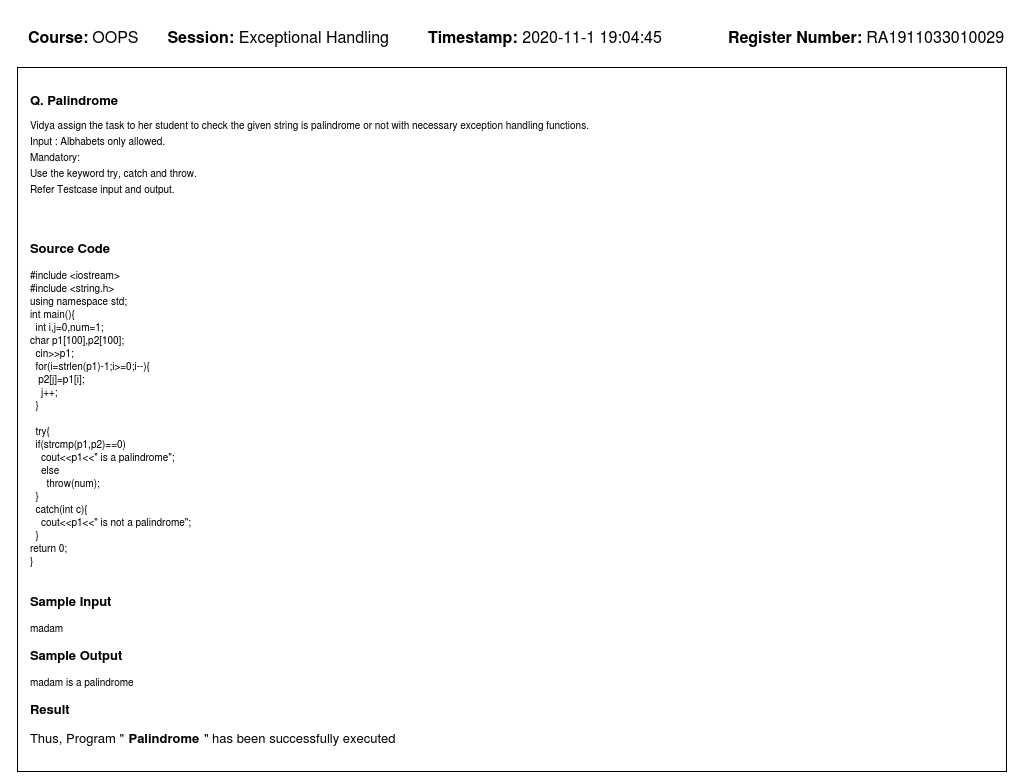 Course: OOPS Session: Exceptional Handling Timestamp: 2020-11-1 19:04:45 Register Number: RA1911033010029
Q. Palindrome
Vidya assign the task to her student to check the given string is palindrome or not with necessary exception handling functions.
Input : Albhabets only allowed.
Mandatory:
Use the keyword try, catch and throw.
Refer Testcase input and output.
Source Code
#include <iostream>
#include <string.h>
using namespace std;
int main(){
int i,j=0,num=1;
char p1[100],p2[100];
cin>>p1;
for(i=strlen(p1)-1;i>=0;i--){
p2[j]=p1[i];
j++;
}
try{
if(strcmp(p1,p2)==0)
cout<<p1<<" is a palindrome";
else
throw(num);
}
catch(int c){
cout<<p1<<" is not a palindrome";
}
return 0;
}
Sample Input
madam
Sample Output
madam is a palindrome
Result
Thus, Program " Palindrome " has been successfully executed